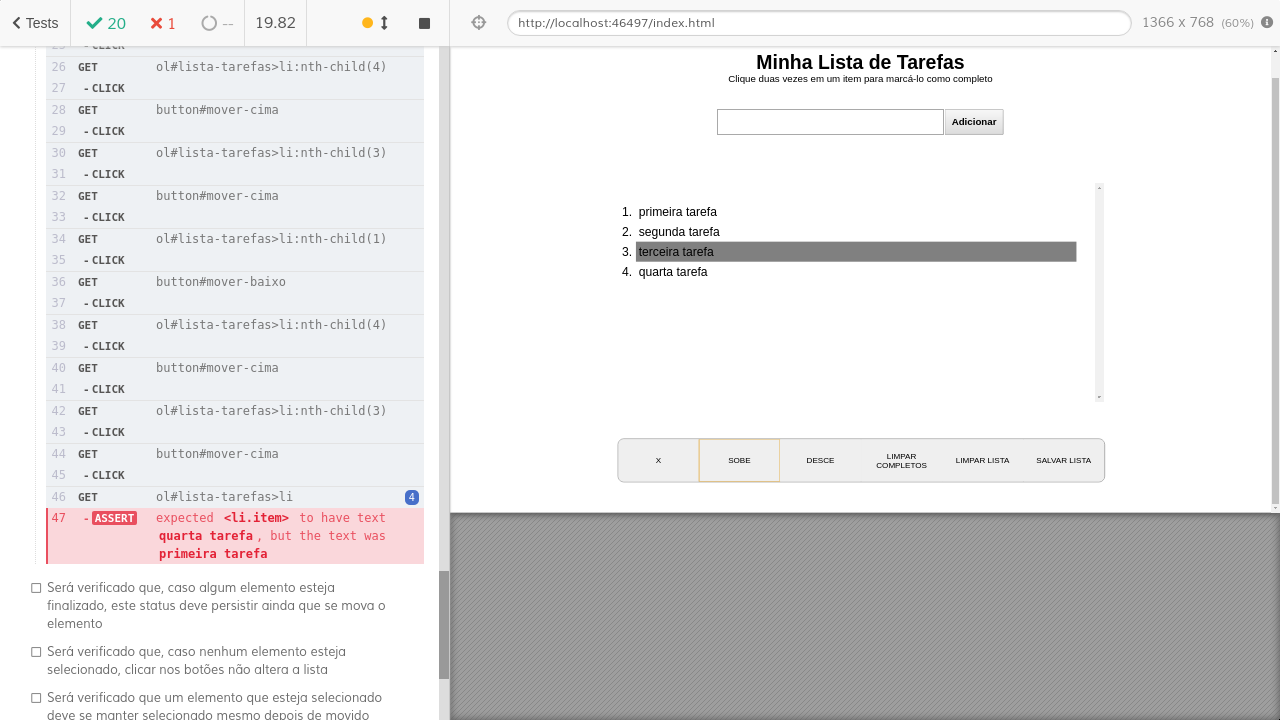 Tests 20 1 -- 19.82
25 - CLICK
26 GET ol#lista-tarefas>li:nth-child(4)
27 - CLICK
28 GET button#mover-cima
29 - CLICK
30 GET ol#lista-tarefas>li:nth-child(3)
31 - CLICK
32 GET button#mover-cima
33 - CLICK
34 GET ol#lista-tarefas>li:nth-child(1)
35 - CLICK
36 GET button#mover-baixo
37 - CLICK
38 GET ol#lista-tarefas>li:nth-child(4)
39 - CLICK
40 GET button#mover-cima
41 - CLICK
42 GET ol#lista-tarefas>li:nth-child(3)
43 - CLICK
44 GET button#mover-cima
45 - CLICK
46 GET ol#lista-tarefas>li 4
47 - ASSERT expected <li.item> to have text
quarta tarefa , but the text was
primeira tarefa
Será verificado que, caso algum elemento esteja
finalizado, este status deve persistir ainda que se mova o
elemento
Será verificado que, caso nenhum elemento esteja
selecionado, clicar nos botões não altera a lista
Será verificado que um elemento que esteja selecionado
deve se manter selecionado mesmo depois de movido
http://localhost:46497/index.html
1366 x 768 (60%)
Minha Lista de Tarefas
Clique duas vezes em um item para marcá-lo como completo
Adicionar
1. primeira tarefa
2. segunda tarefa
3. terceira tarefa
4. quarta tarefa
X
SOBE
DESCE
LIMPAR
COMPLETOS
LIMPAR LISTA
SALVAR LISTA